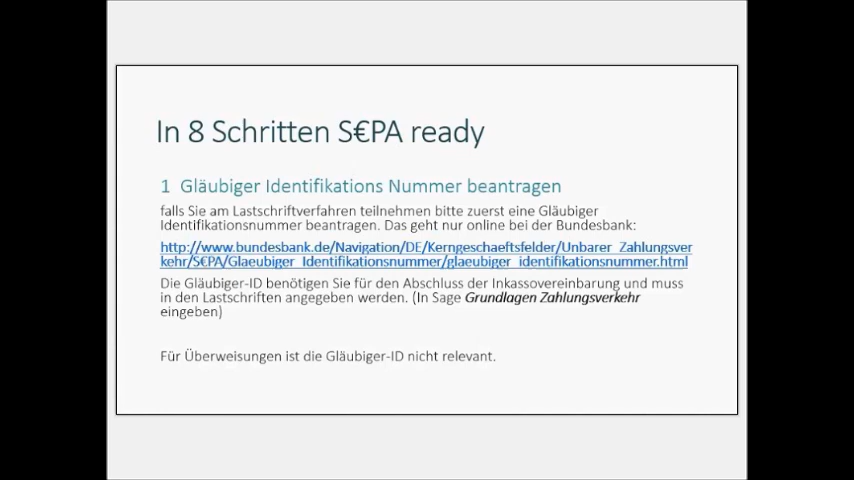 In 8 Schritten S€PA ready
1 Gläubiger Identifikations Nummer beantragen
falls Sie am Lastschriftverfahren teilnehmen bitte zuerst eine Gläubiger
Identifikationsnummer beantragen. Das geht nur online bei der Bundesbank:
http://www.bundesbank.de/Navigation/DE/Kerngeschaeftsfelder/Unbarer_Zahlungsver
kehr/S€PA/Glaeubiger_Identifikationsnummer/glaeubiger_identifikationsnummer.html
Die Gläubiger-ID benötigen Sie für den Abschluss der Inkassovereinbarung und muss
in den Lastschriften angegeben werden. (In Sage Grundlagen Zahlungsverkehr
eingeben)
Für Überweisungen ist die Gläubiger-ID nicht relevant.